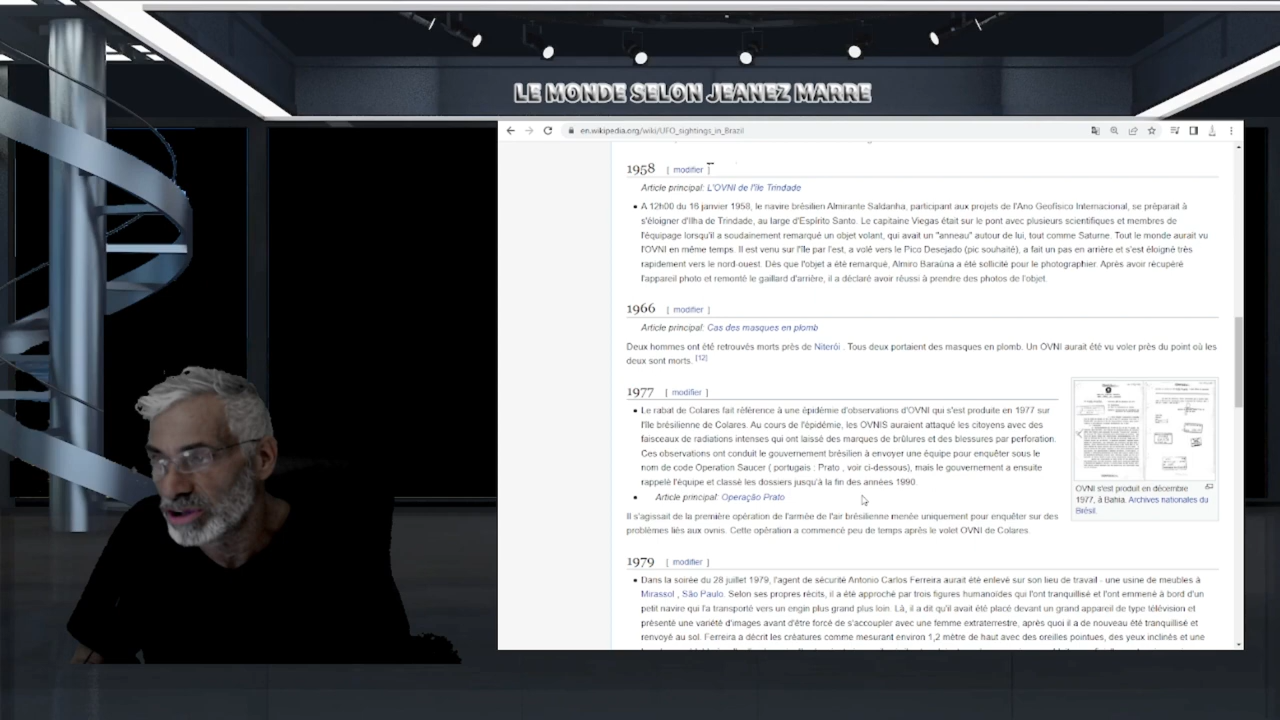 LE MONDE SELON JEANEZ MARRE
en.wikipedia.org/wiki/UFO_sightings_in_Brazil
1958 [ modifier ]
Article principal: L'OVNI de l'île Trindade
A 12h00 du 16 janvier 1958, le navire brésilien Almirante Saldanha, participant aux projets de l'Ano Geofísico Internacional, se préparait à
s'éloigner d'Ilha de Trindade, au large d'Espírito Santo. Le capitaine Viegas était sur le pont avec plusieurs scientifiques et membres de
l'équipage lorsqu'il a soudainement remarqué un objet volant, qui avait un "anneau" autour de lui, tout comme Saturne. Tout le monde aurait vu
l'OVNI en même temps. Il est venu sur l'île par l'est, a volé vers le Pico Desejado (pic souhaité), a fait un pas en arrière et s'est éloigné très
rapidement vers le nord-ouest. Dès que l'objet a été remarqué, Almiro Baraúna a été sollicité pour le photographier. Après avoir récupéré
l'appareil photo et remonté le gaillard d'arrière, il a déclaré avoir réussi à prendre des photos de l'objet.
1966 [ modifier ]
Article principal: Cas des masques en plomb
Deux hommes ont été retrouvés morts près de Niterói . Tous deux portaient des masques en plomb. Un OVNI aurait été vu voler près du point où les
deux sont morts. [12]
1977 [ modifier ]
Le rabat de Colares fait référence à une épidémie d'observations d'OVNI qui s'est produite en 1977 sur
l'île brésilienne de Colares. Au cours de l'épidémie, les OVNIS auraient attaqué les citoyens avec des
faisceaux de radiations intenses qui ont laissé des marques de brûlures et des blessures par perforation.
Ces observations ont conduit le gouvernement brésilien à envoyer une équipe pour enquêter sous le
nom de code Operation Saucer ( portugais : Prato , voir ci-dessous), mais le gouvernement a ensuite
rappelé l'équipe et classé les dossiers jusqu'à la fin des années 1990.
Article principal: Operação Prato
Il s'agissait de la première opération de l'armée de l'air brésilienne menée uniquement pour enquêter sur des
problèmes liés aux ovnis. Cette opération a commencé peu de temps après le volet OVNI de Colares.
OVNI s'est produit en décembre
1977, à Bahia. Archives nationales du
Brésil.
1979 [ modifier ]
Dans la soirée du 28 juillet 1979, l'agent de sécurité Antonio Carlos Ferreira aurait été enlevé sur son lieu de travail - une usine de meubles à
Mirassol , São Paulo. Selon ses propres récits, il a été approché par trois figures humanoïdes qui l'ont tranquillisé et l'ont emmené à bord d'un
petit navire qui l'a transporté vers un engin plus grand plus loin. Là, il a dit qu'il avait été placé devant un grand appareil de type télévision et
présenté une variété d'images avant d'être forcé de s'accoupler avec une femme extraterrestre, après quoi il a de nouveau été tranquillisé et
renvoyé au sol. Ferreira a décrit les créatures comme mesurant environ 1,2 mètre de haut avec des oreilles pointues, des yeux inclinés et une